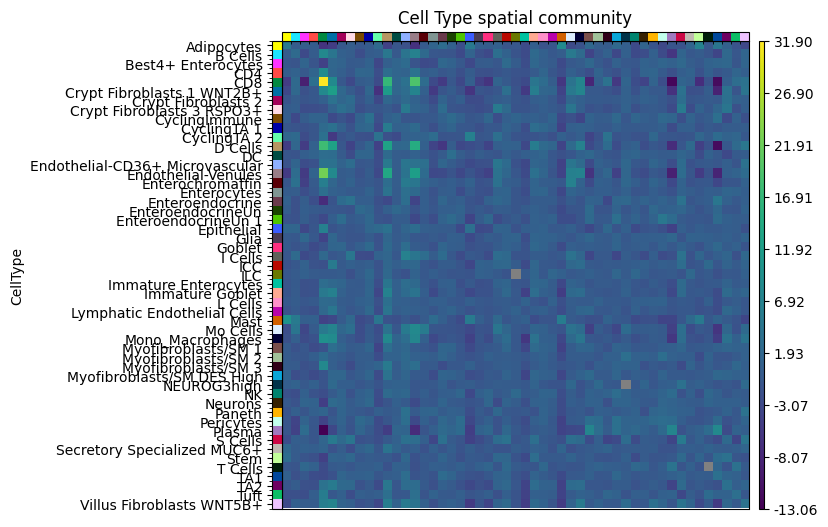 Cell Type spatial community
Adipocytes
B Cells
Best4+ Enterocytes
CD4
CD8
Crypt Fibroblasts 1 WNT2B+
Crypt Fibroblasts 2
Crypt Fibroblasts 3 RSPO3+
CyclingImmune
CyclingTA 1
CyclingTA 2
D Cells
DC
Endothelial-CD36+ Microvascular
Endothelial-Venules
Enterochromaffin
Enterocytes
Enteroendocrine
EnteroendocrineUn
EnteroendocrineUn 1
Epithelial
Glia
Goblet
I Cells
ICC
ILC
Immature Enterocytes
Immature Goblet
L Cells
Lymphatic Endothelial Cells
Mast
Mo Cells
Mono_Macrophages
Myofibroblasts/SM 1
Myofibroblasts/SM 2
Myofibroblasts/SM 3
Myofibroblasts/SM DES High
NEUROG3high
NK
Neurons
Paneth
Pericytes
Plasma
S Cells
Secretory Specialized MUC6+
Stem
T Cells
TA1
TA2
Tuft
Villus Fibroblasts WNT5B+
CellType
31.90
26.90
21.91
16.91
11.92
6.92
1.93
-3.07
-8.07
-13.06